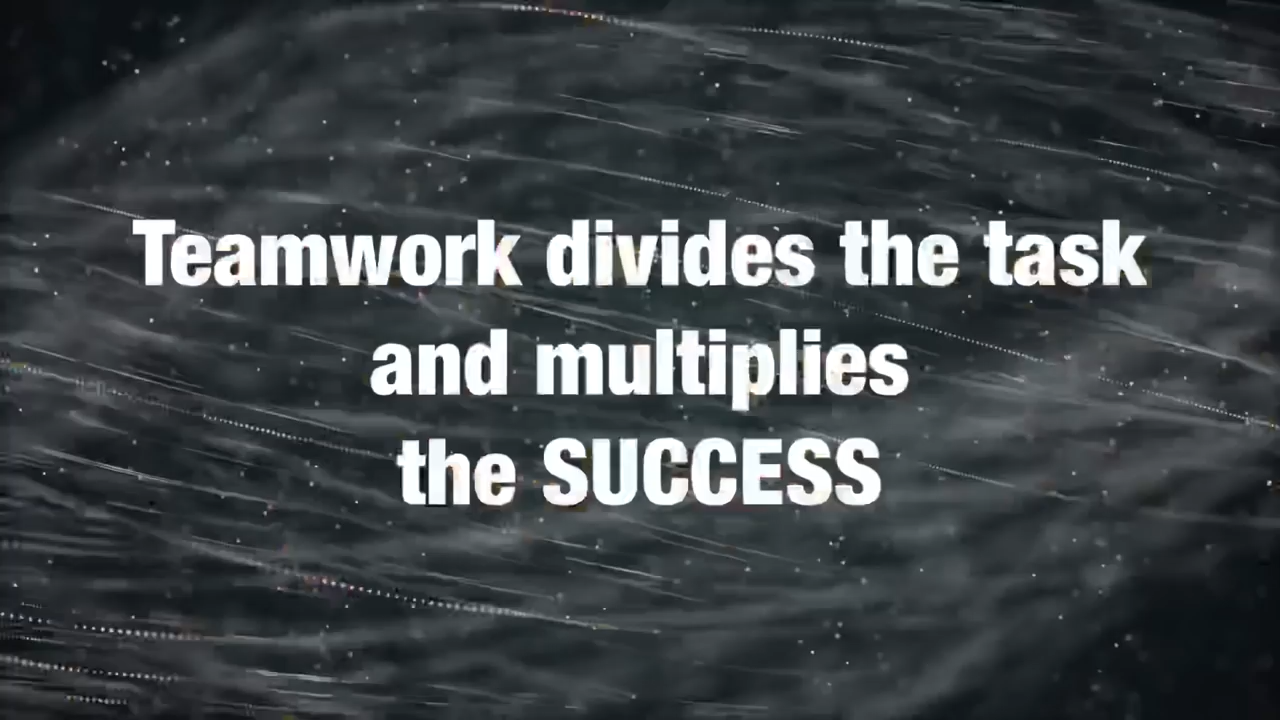 Teamwork divides the task
and multiplies
the SUCCESS